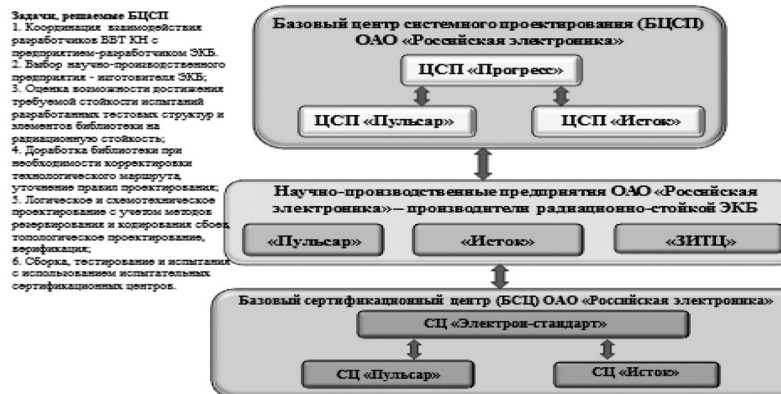 Задачи, решаемые БЦСП
1. Координация взаимодействия
разработчиков ВВТ КН с
предприятием-разработчиком ЭКБ.
2. Выбор научно-производственного
предприятия - изготовителя ЭКБ;
3. Оценка возможности достижения
требуемой стойкости испытаний
разработанных тестовых структур и
элементов библиотеки на
радиационную стойкость;
4. Доработка библиотеки при
необходимости корректировки
технологического маршрута,
уточнение правил проектирования;
5. Логическое и схемотехническое
проектирование с учетом методов
резервирования и кодирования сбоев,
топологическое проектирование,
верификация;
6. Сборка, тестирование и испытания
с использованием испытательных
сертификационных центров.
Базовый центр системного проектирования (БЦСП)
ОАО «Российская электроника»
ЦСП «Прогресс»
ЦСП «Пульсар»
ЦСП «Исток»
Научно-производственные предприятия ОАО «Российская
электроника» – производители радиационно-стойкой ЭКБ
«Пульсар»
«Исток»
«ЗИТЦ»
Базовый сертификационный центр (БСЦ) ОАО «Российская электроника»
СЦ «Электрон-стандарт»
СЦ «Пульсар»
СЦ «Исток»